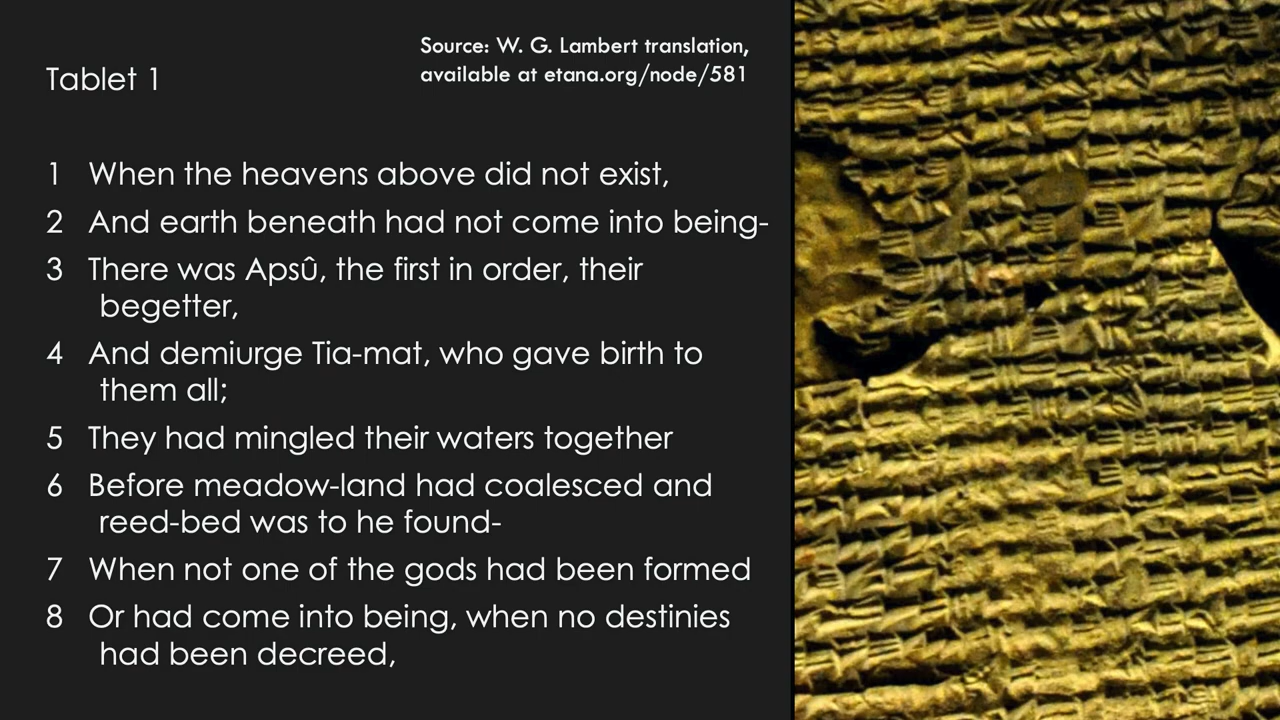 Source: W. G. Lambert translation,
available at etana.org/node/581
Tablet 1
1 When the heavens above did not exist,
2 And earth beneath had not come into being-
3 There was Apsû, the first in order, their
begetter,
4 And demiurge Tia-mat, who gave birth to
them all;
5 They had mingled their waters together
6 Before meadow-land had coalesced and
reed-bed was to he found-
7 When not one of the gods had been formed
8 Or had come into being, when no destinies
had been decreed,